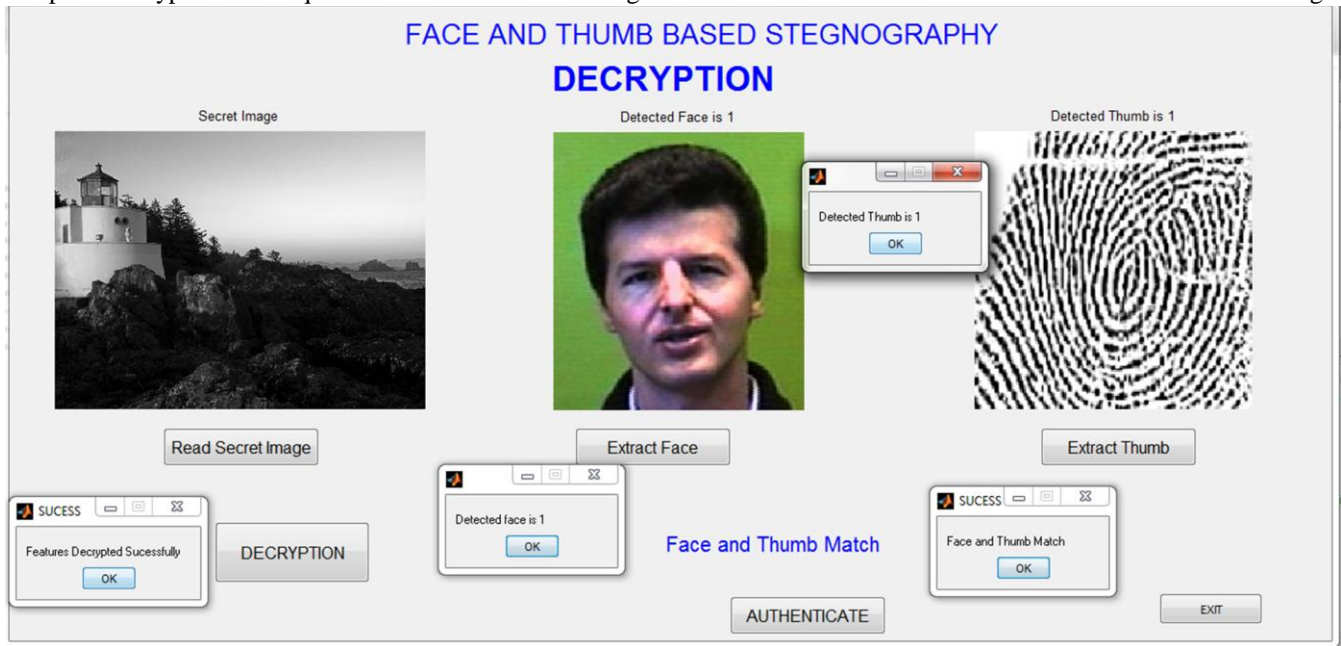 FACE AND THUMB BASED STEGNOGRAPHY
DECRYPTION
Secret Image
Detected Face is 1
Detected Thumb is 1
Detected Thumb is 1
OK
Read Secret Image
Extract Face
Extract Thumb
SUCESS
Features Decrypted Sucessfully
OK
DECRYPTION
Detected face is 1
OK
Face and Thumb Match
SUCESS
Face and Thumb Match
OK
AUTHENTICATE
EXIT